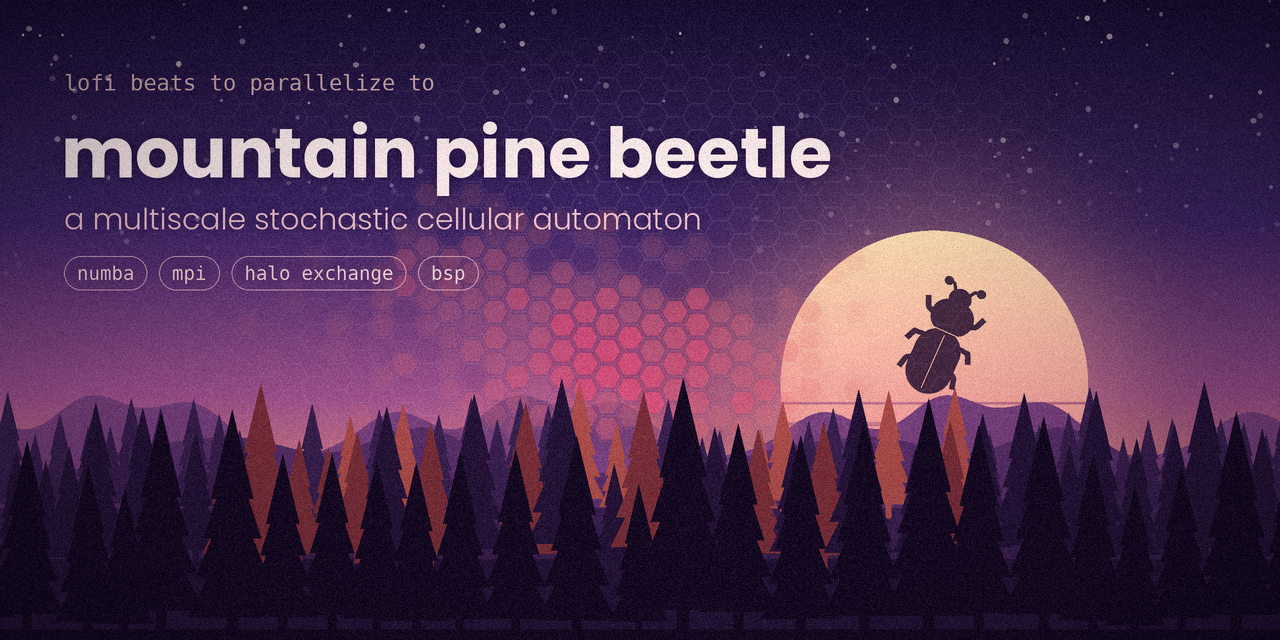 lofi beats to parallelize to
mountain pine beetle
a multiscale stochastic cellular automaton
numba mpi halo exchange bsp